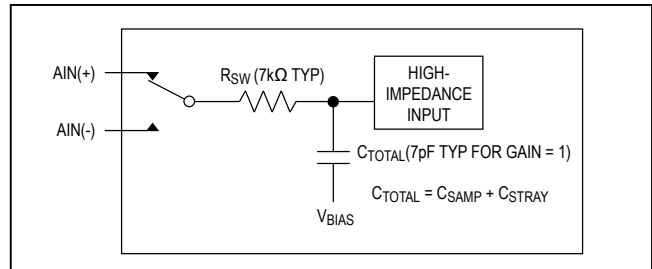 AIN(+)
RSW (7kΩ TYP)
HIGH-
IMPEDANCE
INPUT
AIN(-)
CTOTAL(7pF TYP FOR GAIN = 1)
CTOTAL = CSAMP + CSTRAY
VBIAS